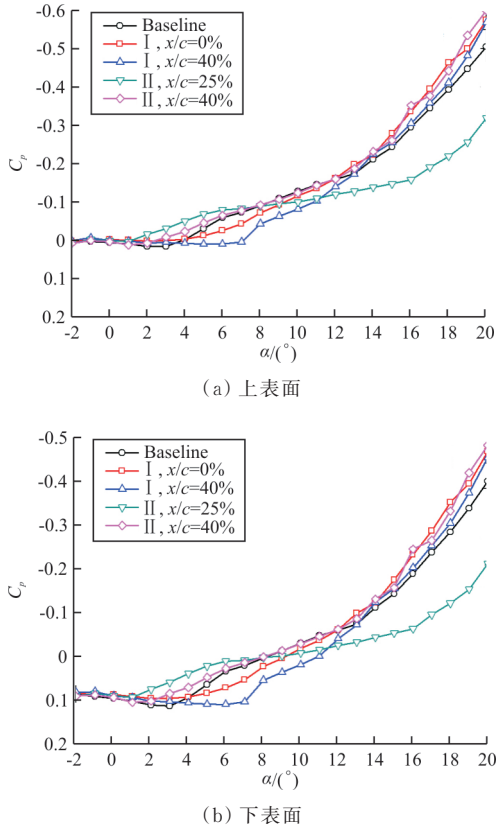 -0.6
-0.5
-0.4
-0.3
-0.2
-0.1
0
0.1
0.2
C_p
Baseline
Ⅰ, x/c=0%
Ⅰ, x/c=40%
Ⅱ, x/c=25%
Ⅱ, x/c=40%
-2 0 2 4 6 8 10 12 14 16 18 20
α/(°)
(a) 上表面
-0.5
-0.4
-0.3
-0.2
-0.1
0
0.1
0.2
C_p
Baseline
Ⅰ, x/c=0%
Ⅰ, x/c=40%
Ⅱ, x/c=25%
Ⅱ, x/c=40%
-2 0 2 4 6 8 10 12 14 16 18 20
α/(°)
(b) 下表面